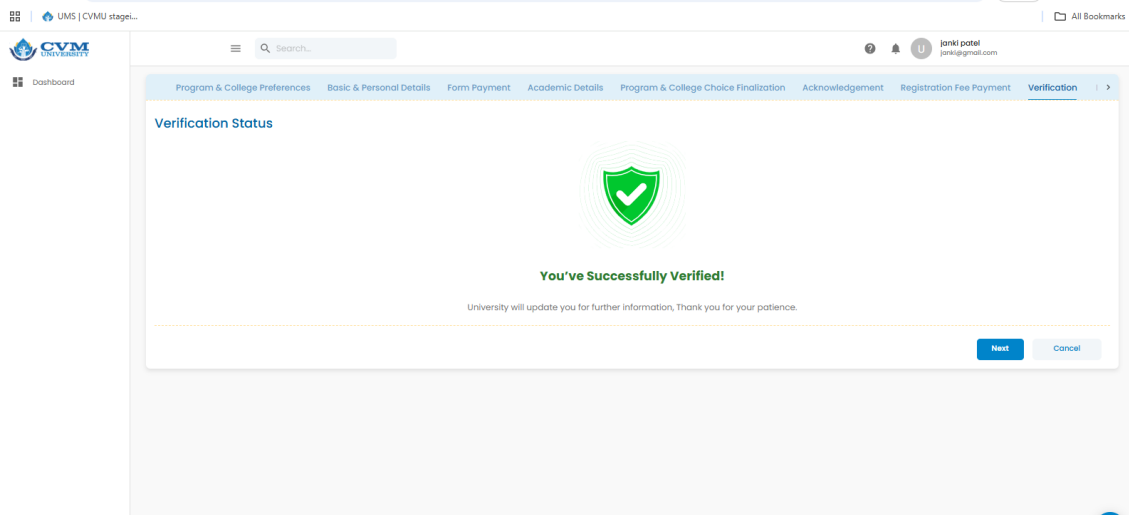 UMS | CVMU stagei...
All Bookmarks
CVM
UNIVERSITY
Search...
U
janki patel
janki@gmail.com
Dashboard
Program & College Preferences Basic & Personal Details Form Payment Academic Details Program & College Choice Finalization Acknowledgement Registration Fee Payment Verification
Verification Status
You've Successfully Verified!
University will update you for further information, Thank you for your patience.
Next Cancel